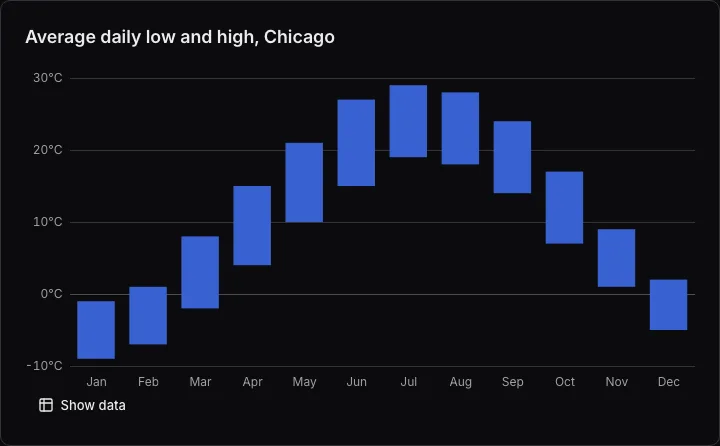 Average daily low and high, Chicago
30°C
20°C
10°C
0°C
-10°C
Jan Feb Mar Apr May Jun Jul Aug Sep Oct Nov Dec
Show data